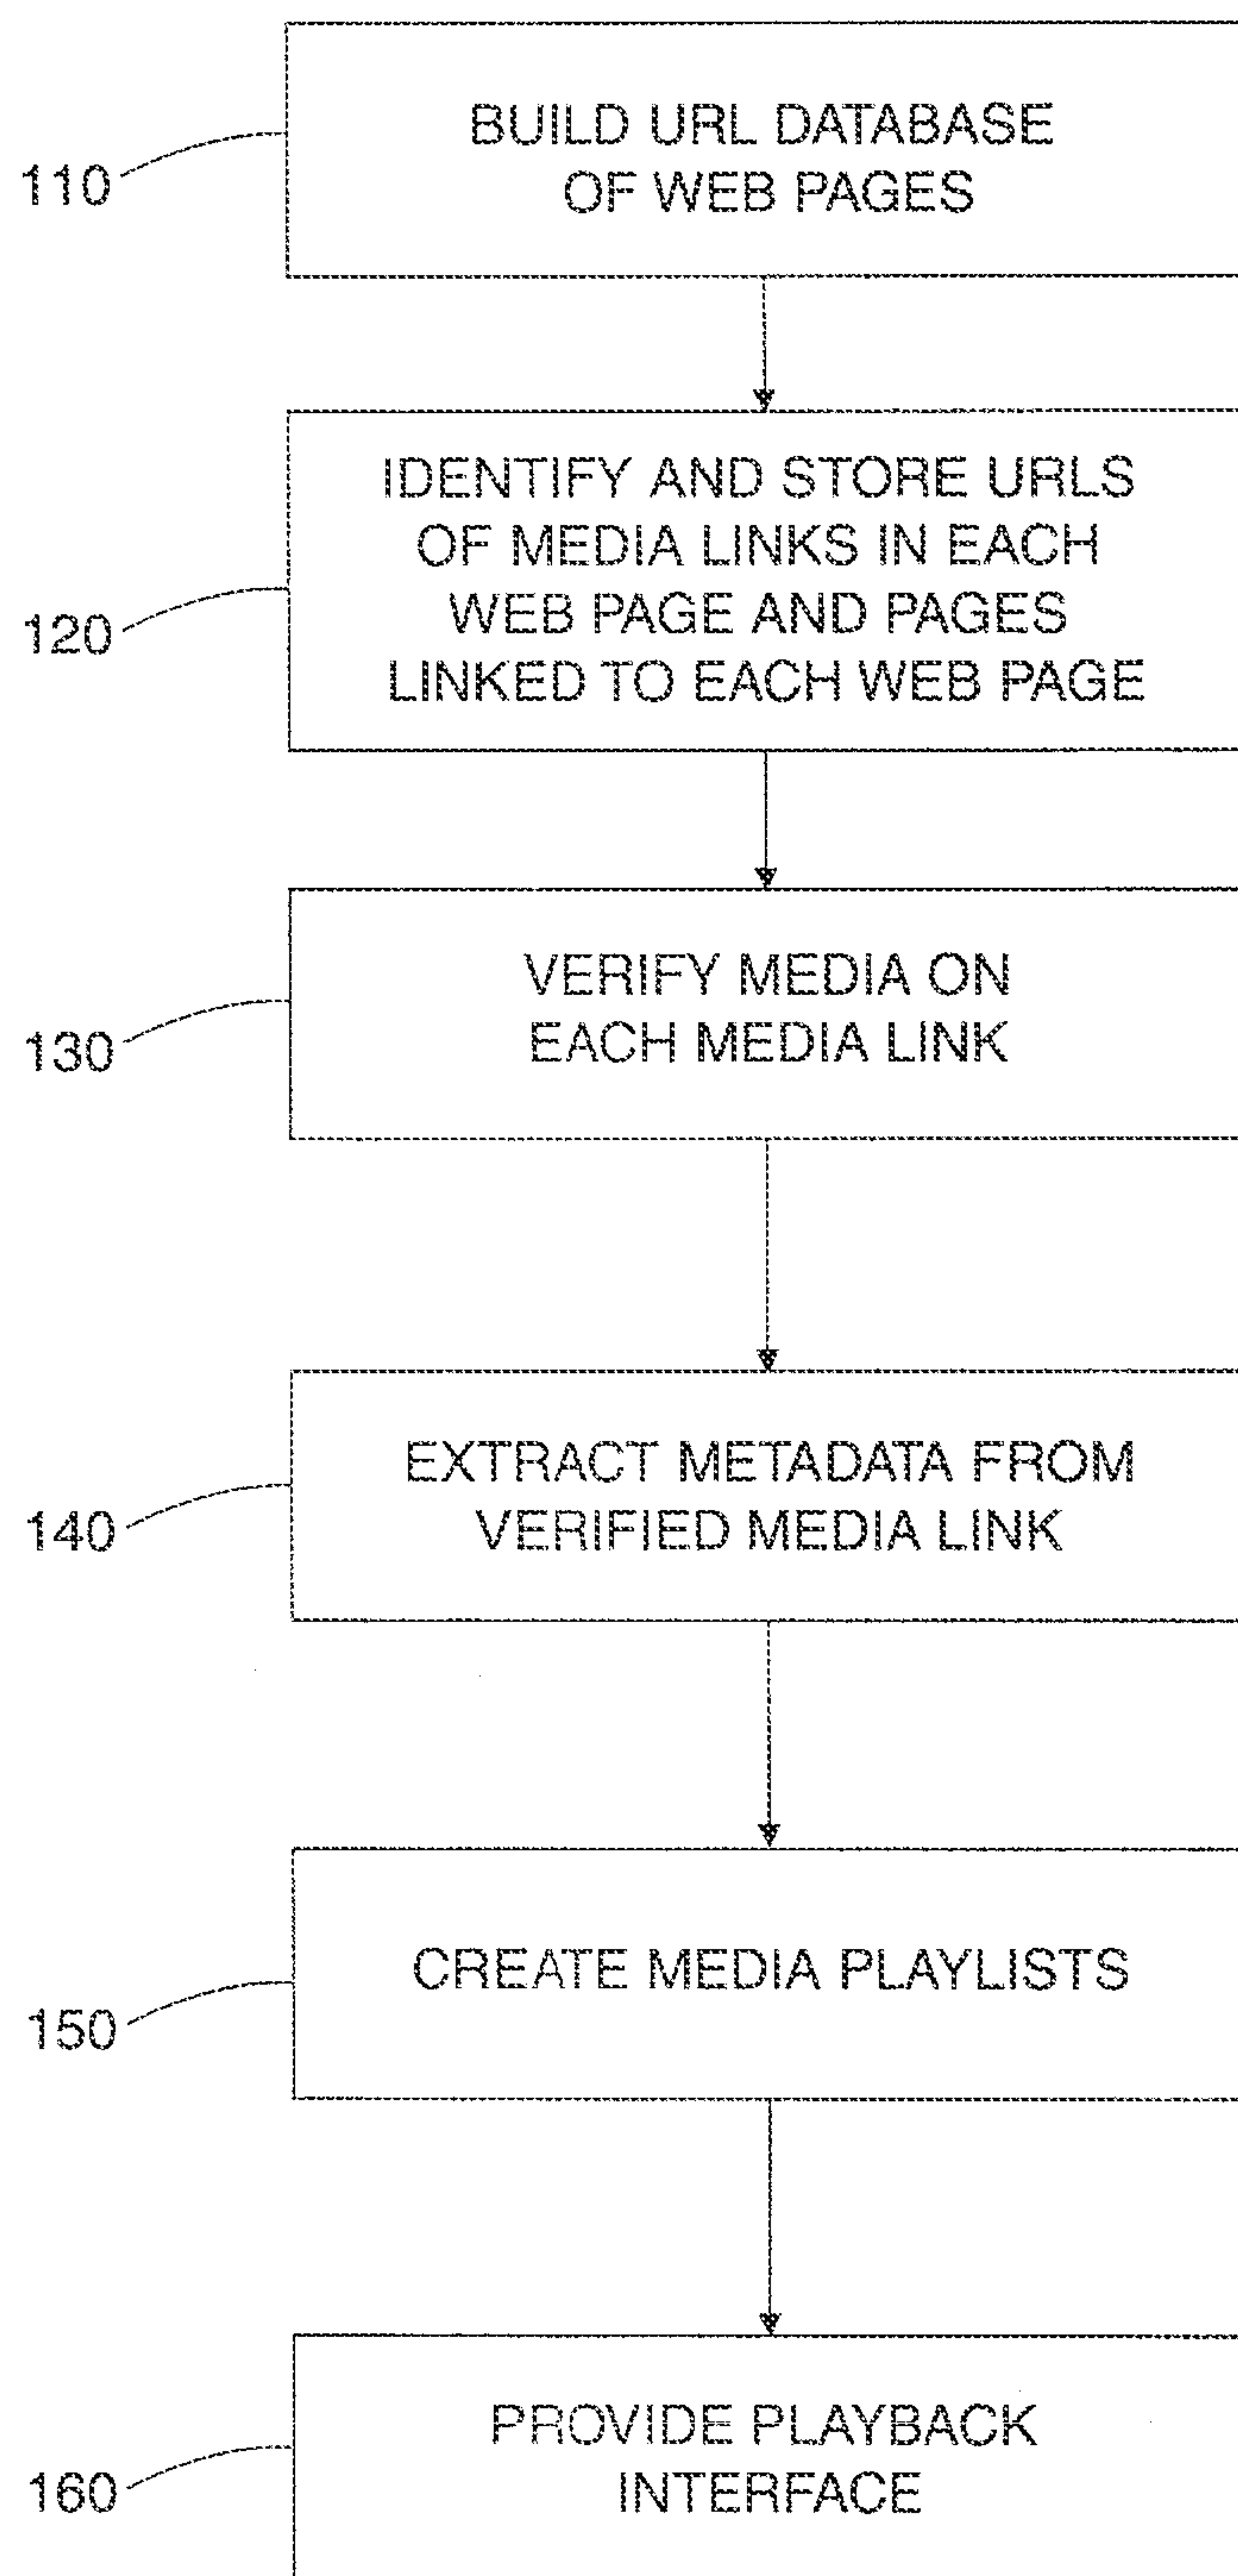 BUILD URL DATABASE
OF WEB PAGES
110
IDENTIFY AND STORE URLS
OF MEDIA LINKS IN EACH
WEB PAGE AND PAGES
LINKED TO EACH WEB PAGE
120
VERIFY MEDIA ON
EACH MEDIA LINK
130
EXTRACT METADATA FROM
VERIFIED MEDIA LINK
140
CREATE MEDIA PLAYLISTS
150
PROVIDE PLAYBACK
INTERFACE
160